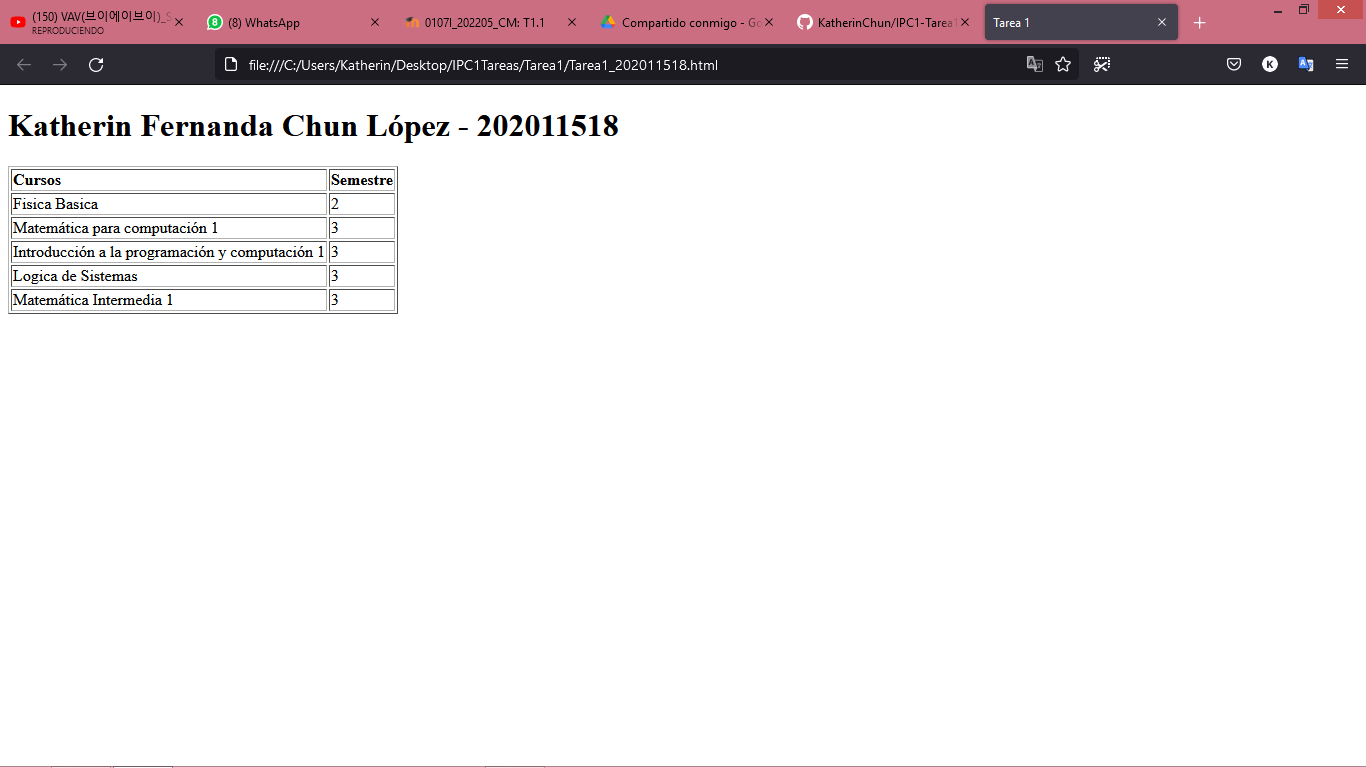 (150) VAV(브이에이브이)_S
REPRODUCIENDO
(8) WhatsApp
0107I_202205_CM: T1.1
Compartido conmigo - Go
KatherinChun/IPC1-Tarea1
Tarea 1
file:///C:/Users/Katherin/Desktop/IPC1Tareas/Tarea1/Tarea1_202011518.html
Katherin Fernanda Chun López - 202011518
Cursos Semestre
Fisica Basica 2
Matemática para computación 1 3
Introducción a la programación y computación 1 3
Logica de Sistemas 3
Matemática Intermedia 1 3